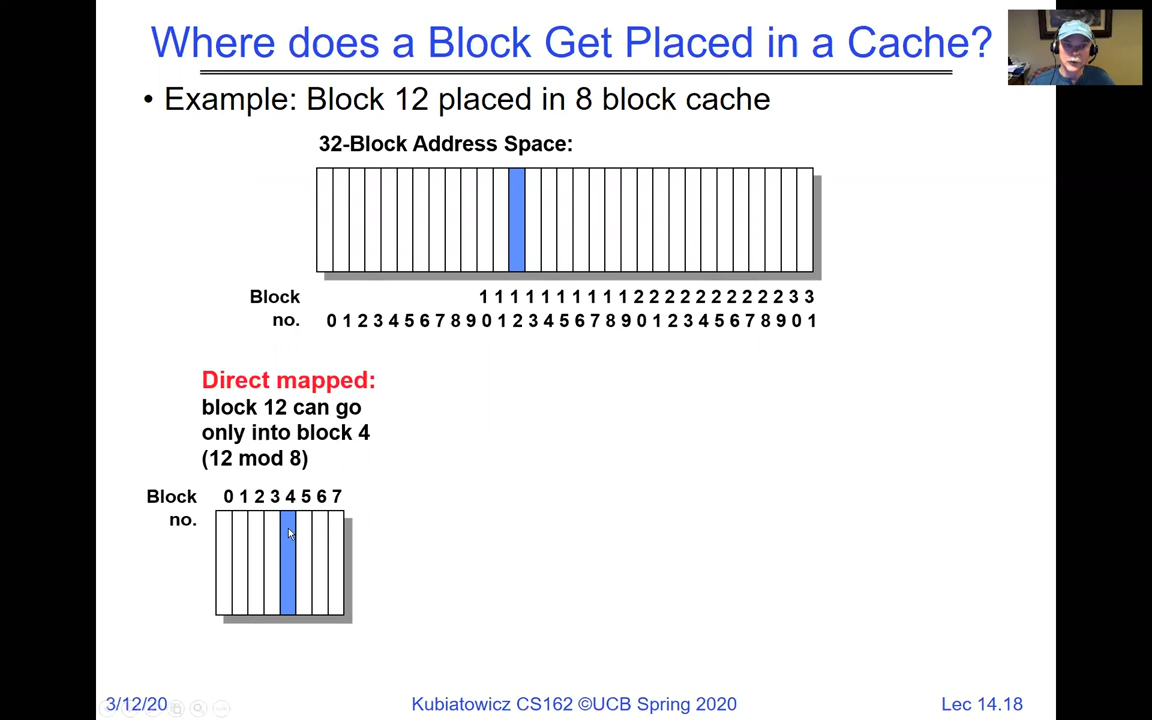 Where does a Block Get Placed in a Cache?
• Example: Block 12 placed in 8 block cache
32-Block Address Space:
Block 1 1 1 1 1 1 1 1 1 1 2 2 2 2 2 2 2 2 2 2 3 3
no. 0 1 2 3 4 5 6 7 8 9 0 1 2 3 4 5 6 7 8 9 0 1 2 3 4 5 6 7 8 9 0 1
Direct mapped:
block 12 can go
only into block 4
(12 mod 8)
Block 0 1 2 3 4 5 6 7
no.
3/12/20 Kubiatowicz CS162 ©UCB Spring 2020 Lec 14.18